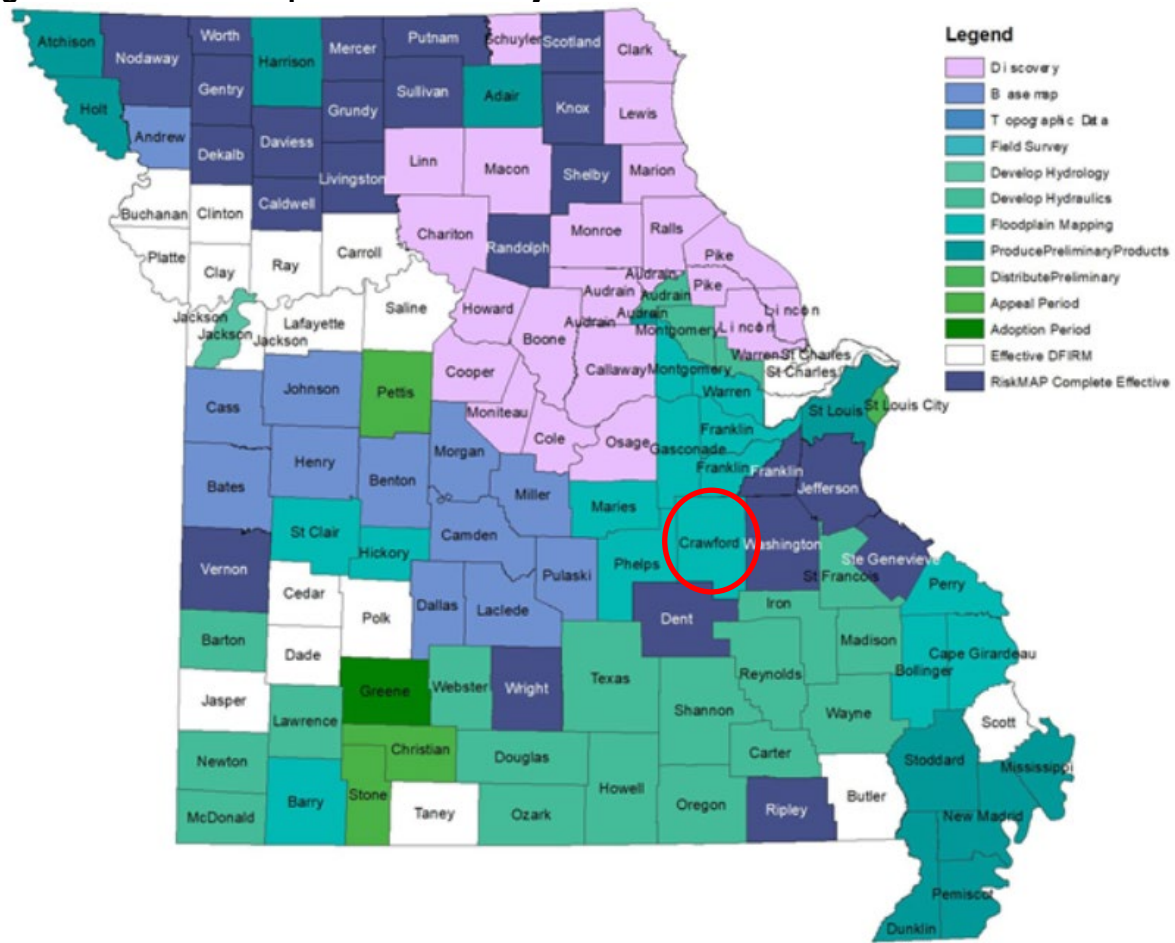 Atchison
Nodaway
Worth
Harrison
Mercer
Putnam
Schuyler
Scotland
Clark
Holt
Gentry
Grundy
Sullivan
Adair
Knox
Lewis
Andrew
Dekalb
Daviess
Livingston
Linn
Macon
Shelby
Marion
Buchanan
Clinton
Caldwell
Chariton
Randolph
Monroe
Ralls
Pike
Platte
Clay
Ray
Carroll
Audrain
Audrain
Audrain
Audrain
Pike
Jackson
Jackson
Jackson
Lafayette
Saline
Howard
Boone
Montgomery
Lincoln
Lincoln
Cooper
Callaway
Montgomery
Warren
St Charles
St Charles
Warren
Cass
Johnson
Pettis
Moniteau
Cole
Osage
Gasconade
Franklin
Franklin
Franklin
St Louis
St Louis City
Jefferson
Bates
Henry
Benton
Morgan
Miller
Maries
St Clair
Hickory
Camden
Pulaski
Phelps
Crawford
Washington
St Francois
Ste Genevieve
Perry
Vernon
Cedar
Polk
Dallas
Laclede
Dent
Iron
Madison
Bollinger
Cape Girardeau
Barton
Dade
Greene
Webster
Wright
Texas
Shannon
Reynolds
Wayne
Scott
Jasper
Lawrence
Christian
Douglas
Howell
Carter
Stoddard
Mississippi
Newton
McDonald
Barry
Stone
Taney
Ozark
Oregon
Ripley
Butler
New Madrid
Pemiscot
Dunklin
Legend
Discovery
Base map
Topographic Data
Field Survey
Develop Hydrology
Develop Hydraulics
Floodplain Mapping
ProducePreliminaryProducts
DistributePreliminary
Appeal Period
Adoption Period
Effective DFIRM
RiskMAP Complete Effective